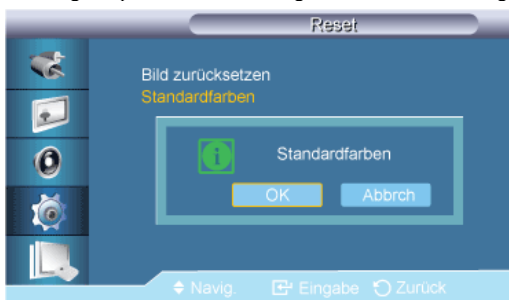 Reset
Bild zurücksetzen
Standardfarben
Standardfarben
OK Abbrch
Navig. Eingabe Zurück